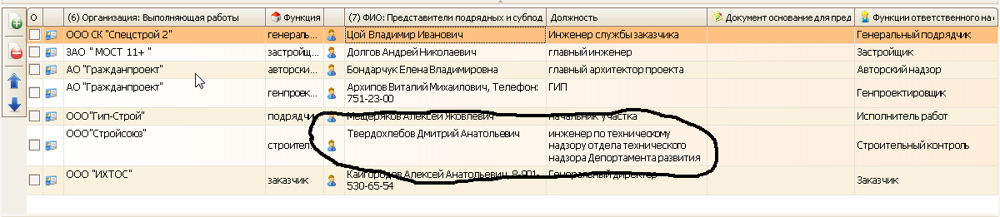 О (6) Организация: Выполняющая работы Функция (7) ФИО: Представители подрядных и субпод Должность Документ основание для пред Функции ответственного на
ООО СК "Спецстрой 2" генераль... Цой Владимир Иванович Инженер службы заказчика Генеральный подрядчик
ЗАО " МОСТ 11+ " застройщ... Долгов Андрей Николаевич главный инженер Застройщик
АО "Гражданпроект" авторски... Бондарчук Елена Владимировна главный архитектор проекта Авторский надзор
АО "Гражданпроект" генпроек... Архипов Виталий Михаилович, Телефон: ГИП Генпроектировщик
751-23-00
ООО"Гип-Строй" подрядчи Мещеряков Алексей Яковлевич начальник участка Исполнитель работ
ООО"Стройсоюз" строител... Твердохлебов Дмитрий Анатольевич инженер по техническому Строительный контроль
надзору отдела технического
надзора Депортамента развития
ООО "ИХТОС" заказчик Кайгородов Алексей Анатольевич, 8-901- Генеральный директор Заказчик
530-65-54